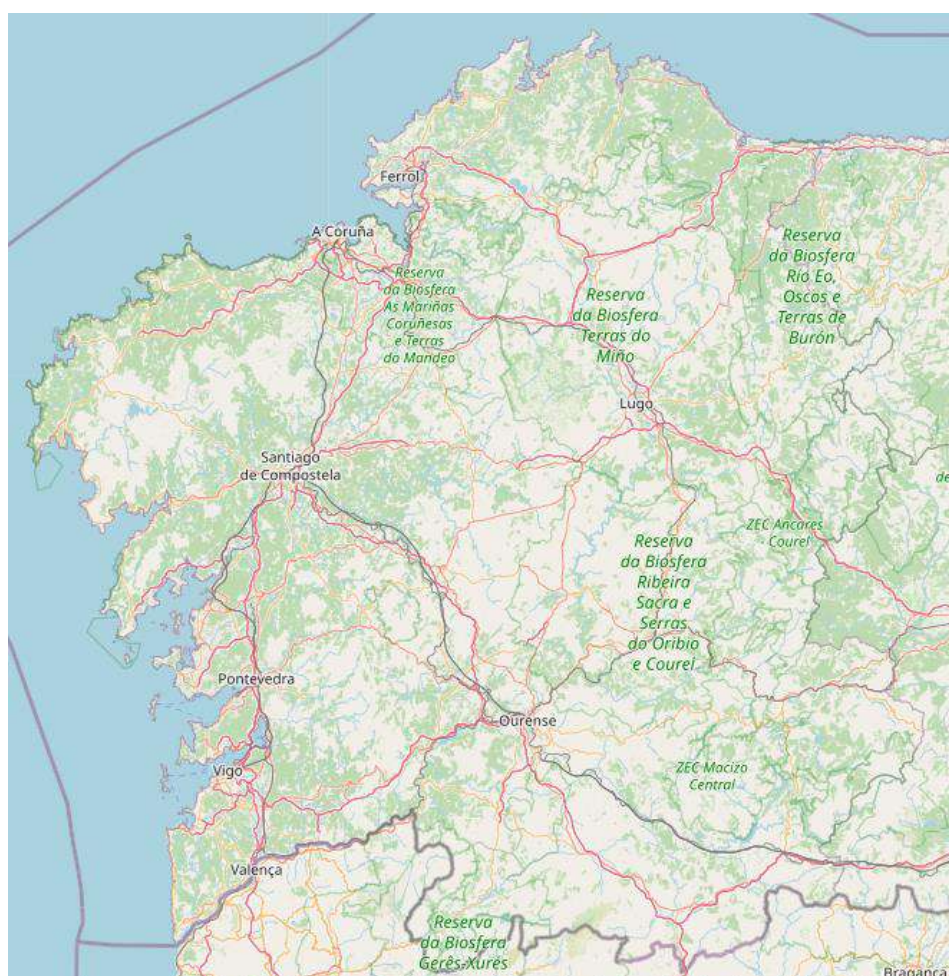 Ferrol
A Coruña
Reserva
da Biosfera
Río Eo,
Oscos e
Terras de
Burón
Reserva
da Biosfera
As Mariñas
Coruñesas
e Terras
do Mandeo
Reserva
da Biosfera
Terras do
Miño
Lugo
Santiago
de Compostela
de
ZEC Ancares
- Courel
Reserva
da Biosfera
Ribeira
Sacra e
Serras
do Oribio
e Courel
Pontevedra
Ourense
Vigo
ZEC Macizo
Central
Valença
Reserva
da Biosfera
Gerês-Xurés
Bragança